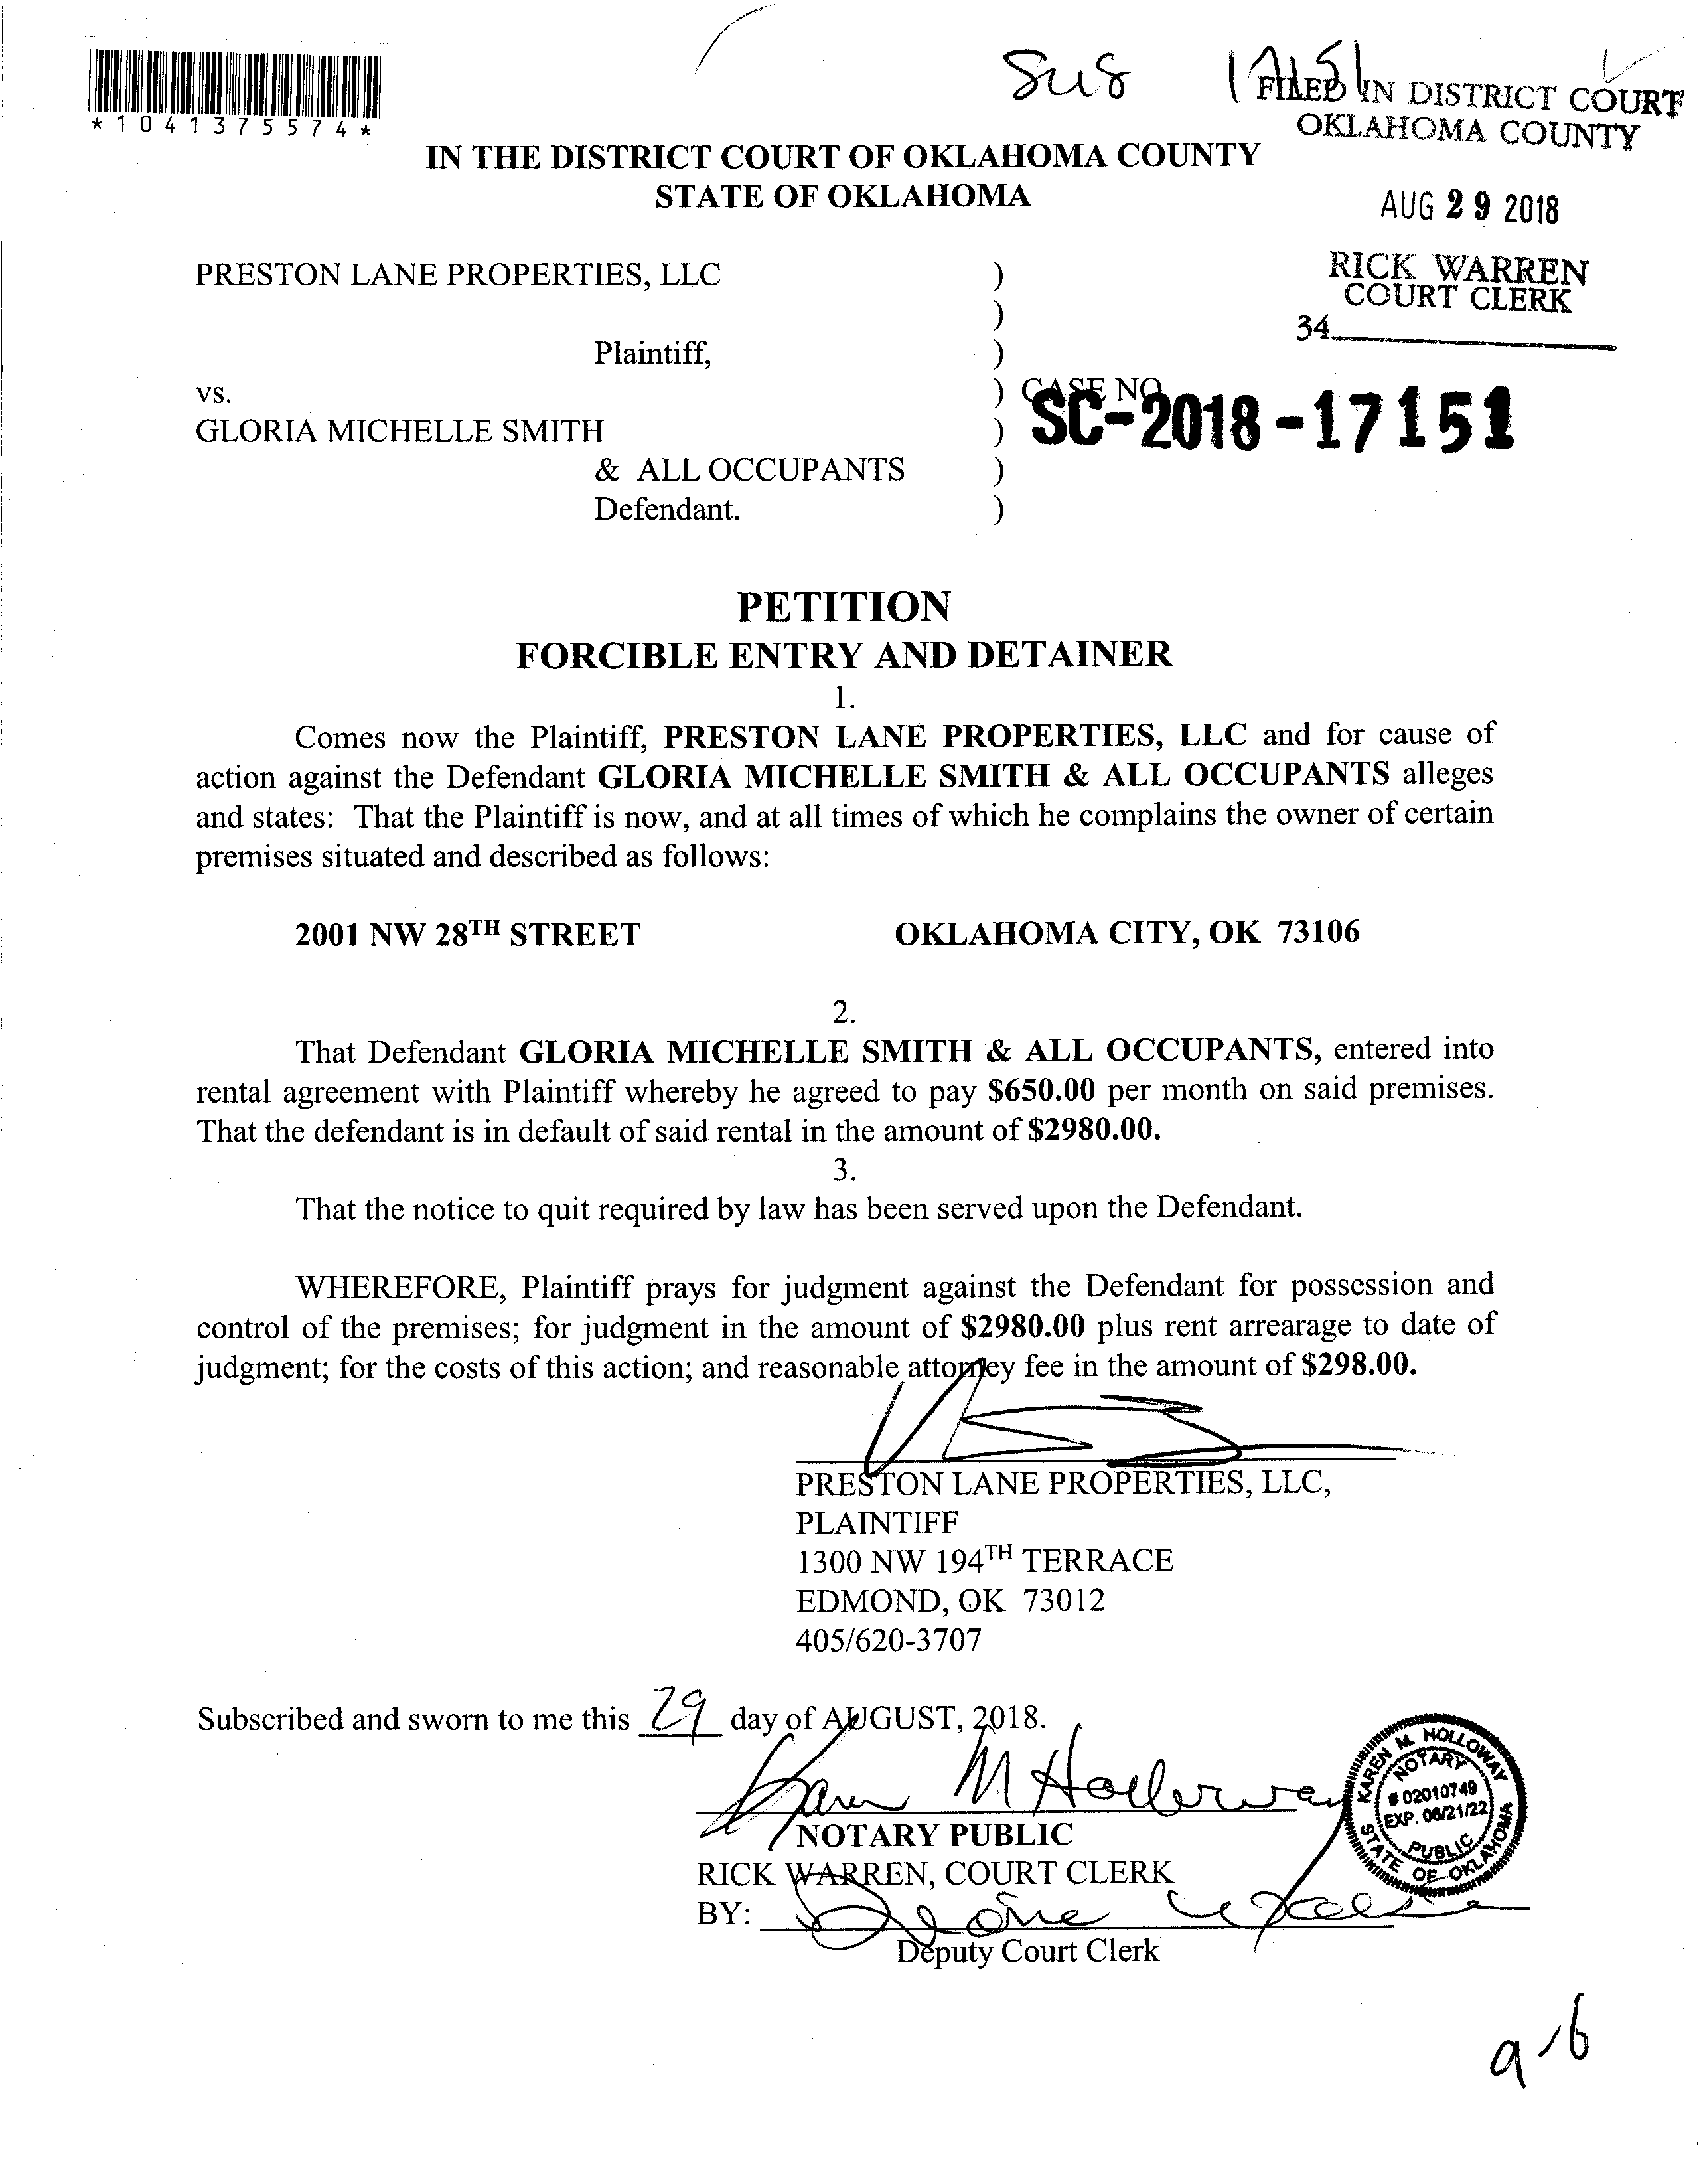 *1041375574*
SUS 17151
FILED IN DISTRICT COURT
OKLAHOMA COUNTY
IN THE DISTRICT COURT OF OKLAHOMA COUNTY
STATE OF OKLAHOMA
AUG 29 2018
RICK WARREN
COURT CLERK
34
PRESTON LANE PROPERTIES, LLC )
)
Plaintiff, )
vs. ) CASE NO.
SC-2018-17151
GLORIA MICHELLE SMITH )
& ALL OCCUPANTS )
Defendant. )
PETITION
FORCIBLE ENTRY AND DETAINER
1.
Comes now the Plaintiff, PRESTON LANE PROPERTIES, LLC and for cause of
action against the Defendant GLORIA MICHELLE SMITH & ALL OCCUPANTS alleges
and states: That the Plaintiff is now, and at all times of which he complains the owner of certain
premises situated and described as follows:
2001 NW 28TH STREET OKLAHOMA CITY, OK 73106
2.
That Defendant GLORIA MICHELLE SMITH & ALL OCCUPANTS, entered into
rental agreement with Plaintiff whereby he agreed to pay $650.00 per month on said premises.
That the defendant is in default of said rental in the amount of $2980.00.
3.
That the notice to quit required by law has been served upon the Defendant.
WHEREFORE, Plaintiff prays for judgment against the Defendant for possession and
control of the premises; for judgment in the amount of $2980.00 plus rent arrearage to date of
judgment; for the costs of this action; and reasonable attorney fee in the amount of $298.00.
PRESTON LANE PROPERTIES, LLC,
PLAINTIFF
1300 NW 194TH TERRACE
EDMOND, OK 73012
405/620-3707
Subscribed and sworn to me this 29 day of AUGUST, 2018.
Karen M Holloway
NOTARY PUBLIC
KAREN M. HOLLOWAY
NOTARY
# 02010749
EXP. 06/21/22
PUBLIC
STATE OF OKLAHOMA
RICK WARREN, COURT CLERK
BY:
Deputy Court Clerk
9-6